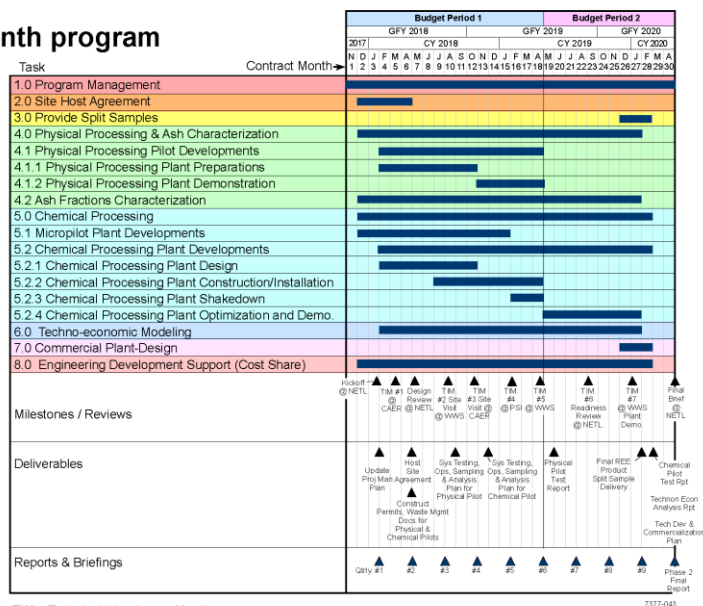 nth program
Budget Period 1 Budget Period 2
GFY 2018 GFY 2019 GFY 2020
2017 CY 2018 CY 2019 CY 2020
Task Contract Month
N D J F M A M J J A S O N D J F M A M J J A S O N D J F M A
1 2 3 4 5 6 7 8 9 10 11 12 13 14 15 16 17 18 19 20 21 22 23 24 25 26 27 28 29 30
1.0 Program Management
2.0 Site Host Agreement
3.0 Provide Split Samples
4.0 Physical Processing & Ash Characterization
4.1 Physical Processing Pilot Developments
4.1.1 Physical Processing Plant Preparations
4.1.2 Physical Processing Plant Demonstration
4.2 Ash Fractions Characterization
5.0 Chemical Processing
5.1 Micropilot Plant Developments
5.2 Chemical Processing Plant Developments
5.2.1 Chemical Processing Plant Design
5.2.2 Chemical Processing Plant Construction/Installation
5.2.3 Chemical Processing Plant Shakedown
5.2.4 Chemical Processing Plant Optimization and Demo.
6.0 Techno-economic Modeling
7.0 Commercial Plant-Design
8.0 Engineering Development Support (Cost Share)
Milestones / Reviews
Kickoff
@ NETL
TIM #1
@
CAER
Design
Review
@ NETL
TIM
#2 Site
Visit
@ WWS
TIM
#3 Site
Visit @
CAER
TIM
#4
@ PSI
TIM
#5
@ WWS
TIM
#6
Readiness
Review
@ NETL
TIM
#7
@ WWS
Plant
Demo
Final
Brief
@
NETL
Deliverables
Update
Proj Man
Plan
Host
Site
Agreement
Construct
Permits, Waste Mgmt
Docs for
Physical &
Chemical Pilots
Sys Testing,
Ops, Sampling
& Analysis
Plan for
Physical Pilot
Sys Testing,
Ops, Sampling
& Analysis
Plan for
Chemical Pilot
Physical
Pilot
Test
Report
Final REE
Product
Split Sample
Delivery
Chemical
Pilot
Test Rpt
Technon Econ
Analysis Rpt
Tech Dev &
Commercialization
Plan
Reports & Briefings
Qtrly. #1 #2 #3 #4 #5 #6 #7 #8 #9
Phase 2
Final
Report
7377-043